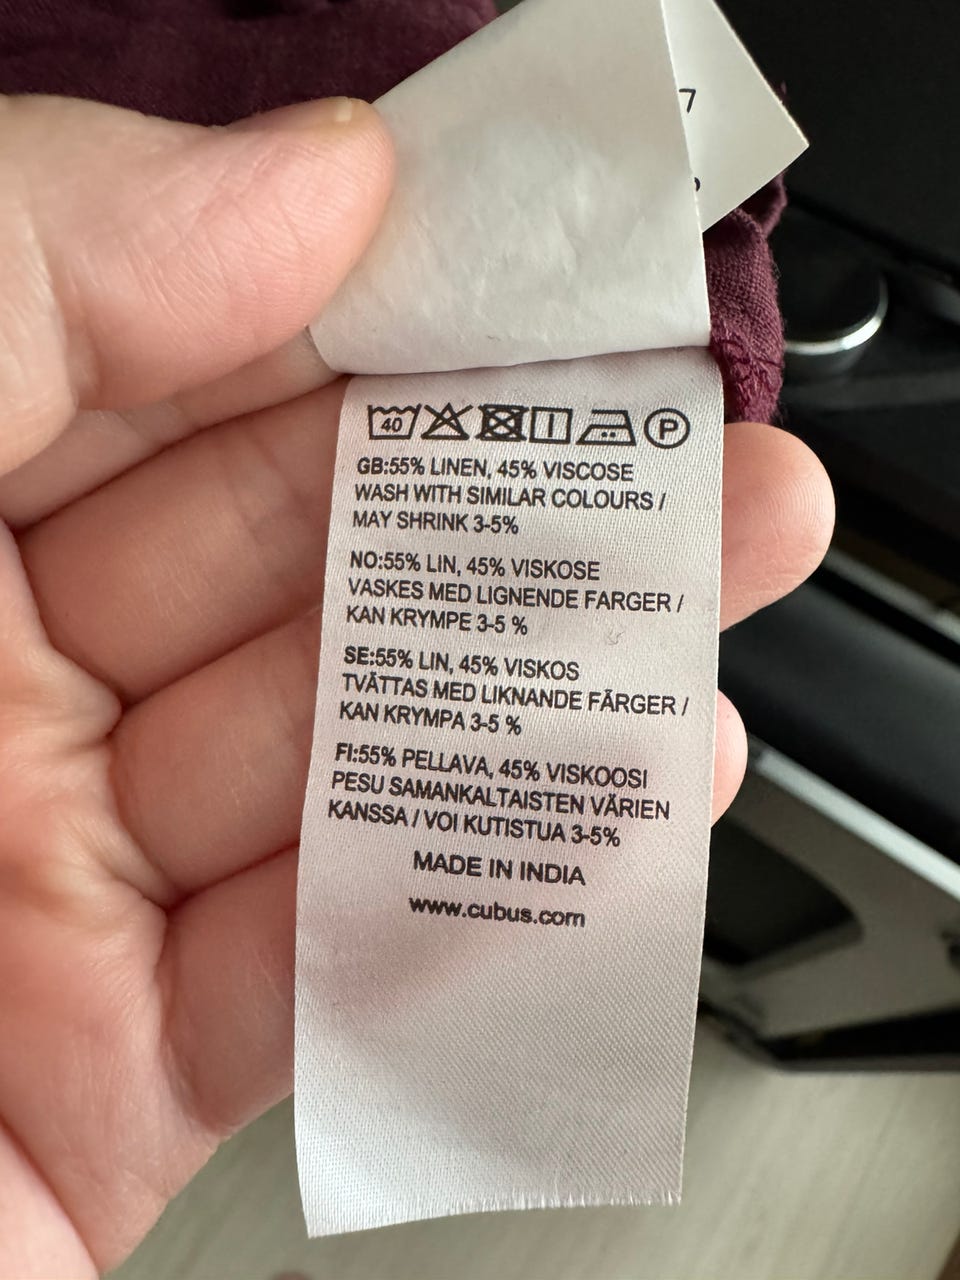 7
40
P
GB:55% LINEN, 45% VISCOSE
WASH WITH SIMILAR COLOURS /
MAY SHRINK 3-5%
NO:55% LIN, 45% VISKOSE
VASKES MED LIGNENDE FARGER /
KAN KRYMPE 3-5 %
SE:55% LIN, 45% VISKOS
TVÄTTAS MED LIKNANDE FÄRGER /
KAN KRYMPA 3-5 %
FI:55% PELLAVA, 45% VISKOOSI
PESU SAMANKALTAISTEN VÄRIEN
KANSSA / VOI KUTISTUA 3-5%
MADE IN INDIA
www.cubus.com